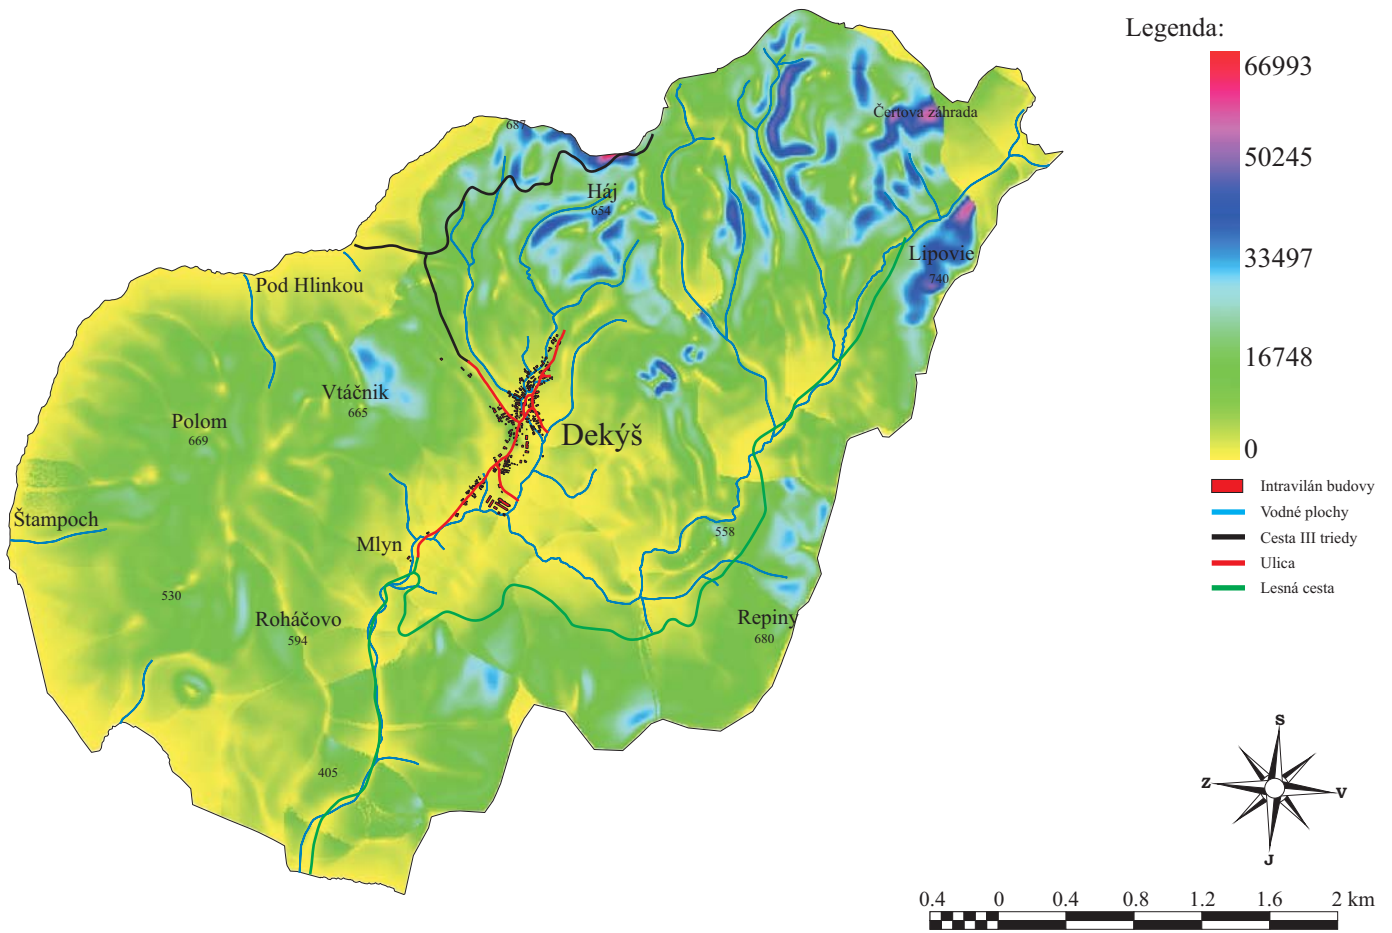 Legenda:
66993
50245
33497
16748
0
Intravilán budovy
Vodné plochy
Cesta III triedy
Ulica
Lesná cesta
687
Čertova záhrada
Háj
654
Lipovie
740
Pod Hlinkou
Vtáčnik
665
Polom
669
Dekýš
Štampoch
Mlyn
558
530
Roháčovo
594
Repiny
680
405
S
Z
V
J
0.4 0 0.4 0.8 1.2 1.6 2 km